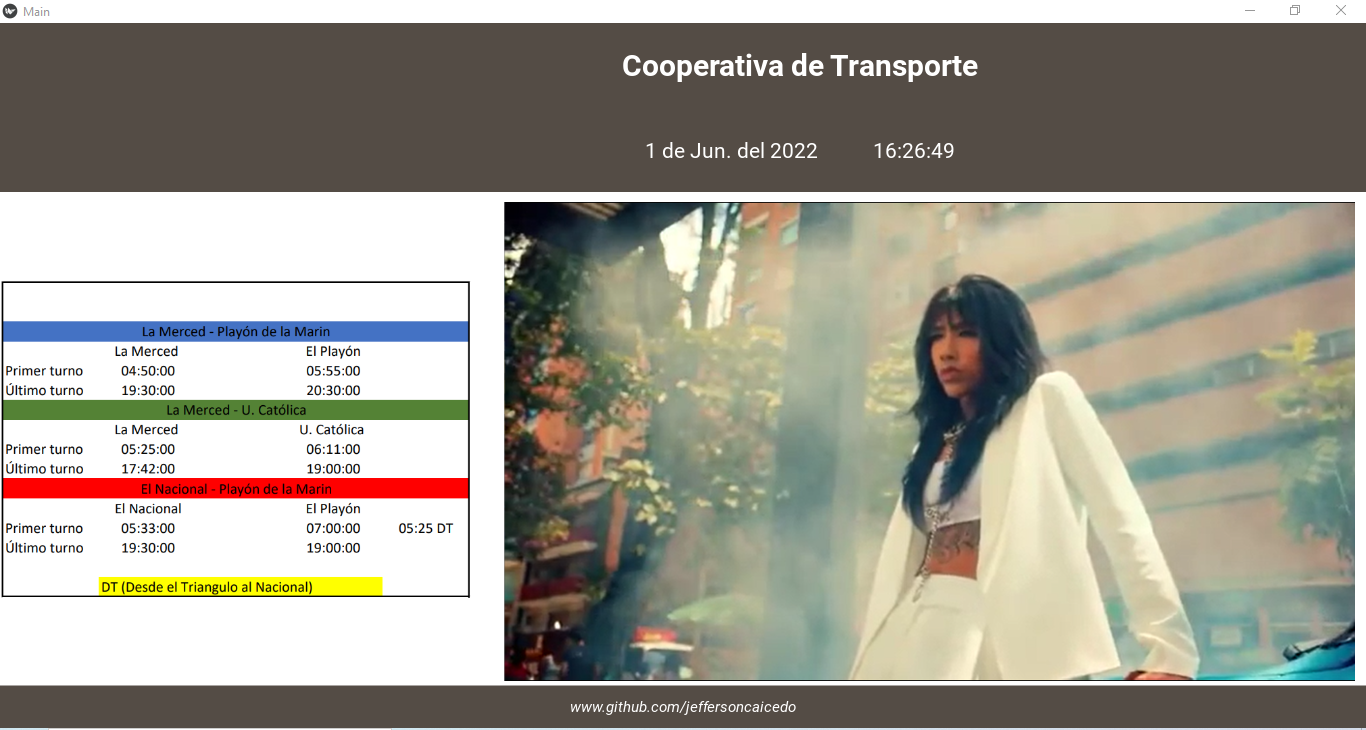 Main
Cooperativa de Transporte
1 de Jun. del 2022 16:26:49
La Merced - Playón de la Marin
La Merced El Playón
Primer turno 04:50:00 05:55:00
Último turno 19:30:00 20:30:00
La Merced - U. Católica
La Merced U. Católica
Primer turno 05:25:00 06:11:00
Último turno 17:42:00 19:00:00
El Nacional - Playón de la Marin
El Nacional El Playón
Primer turno 05:33:00 07:00:00 05:25 DT
Último turno 19:30:00 19:00:00
DT (Desde el Triangulo al Nacional)
www.github.com/jeffersoncaicedo